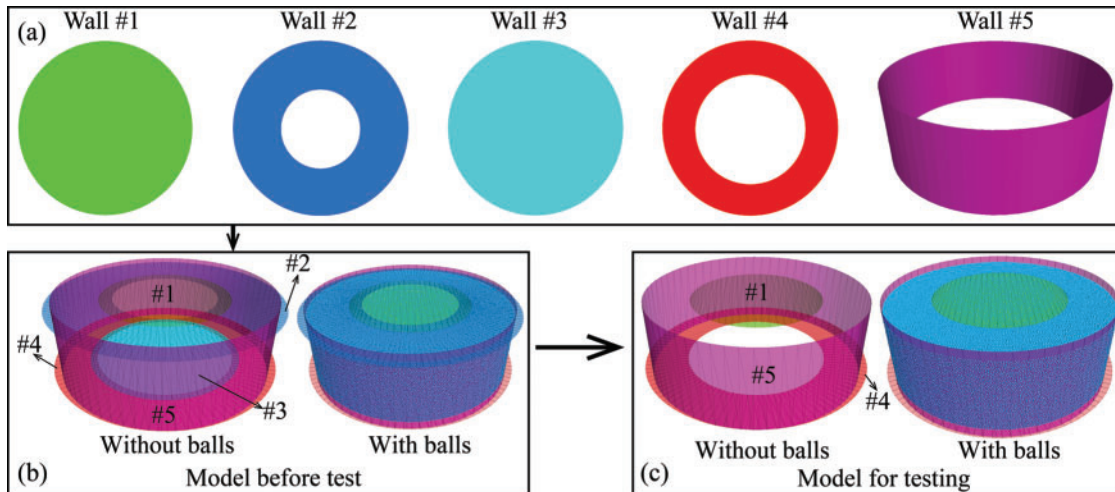 (a) Wall #1 Wall #2 Wall #3 Wall #4 Wall #5
#1 #2 #4 #5 #3
Without balls With balls
(b) Model before test
#1 #5 #4
Without balls With balls
(c) Model for testing